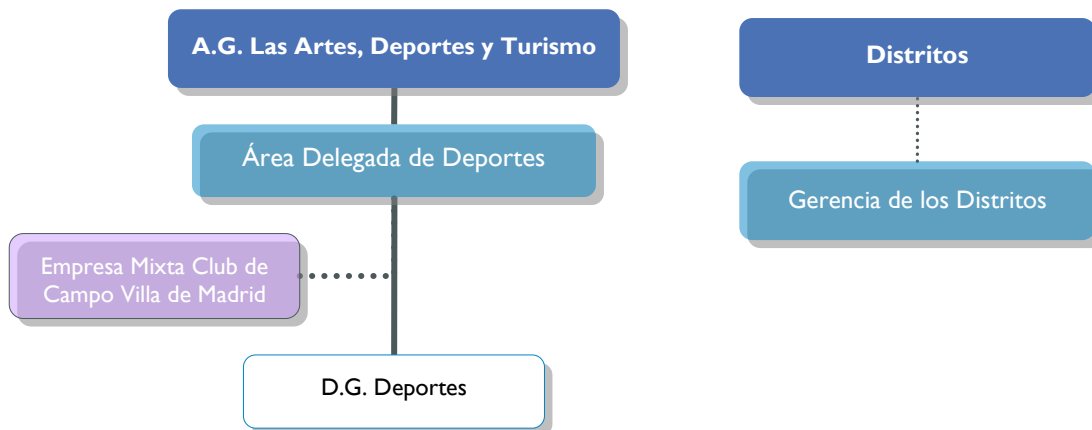 A.G. Las Artes, Deportes y Turismo
Distritos
Área Delegada de Deportes
Gerencia de los Distritos
Empresa Mixta Club de
Campo Villa de Madrid
D.G. Deportes